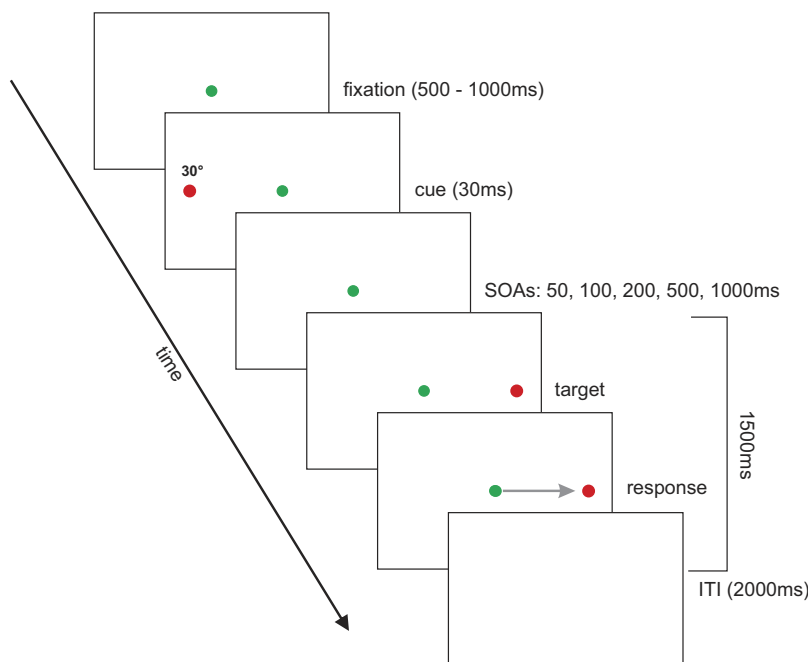 fixation (500 - 1000ms)
30°
cue (30ms)
SOAs: 50, 100, 200, 500, 1000ms
time
target
1500ms
response
ITI (2000ms)